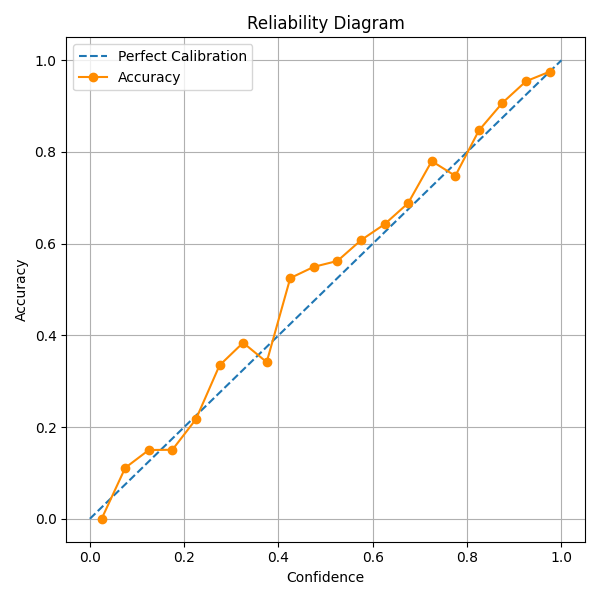 Reliability Diagram
Perfect Calibration
Accuracy
1.0
0.8
0.6
0.4
0.2
0.0
Accuracy
0.0 0.2 0.4 0.6 0.8 1.0
Confidence